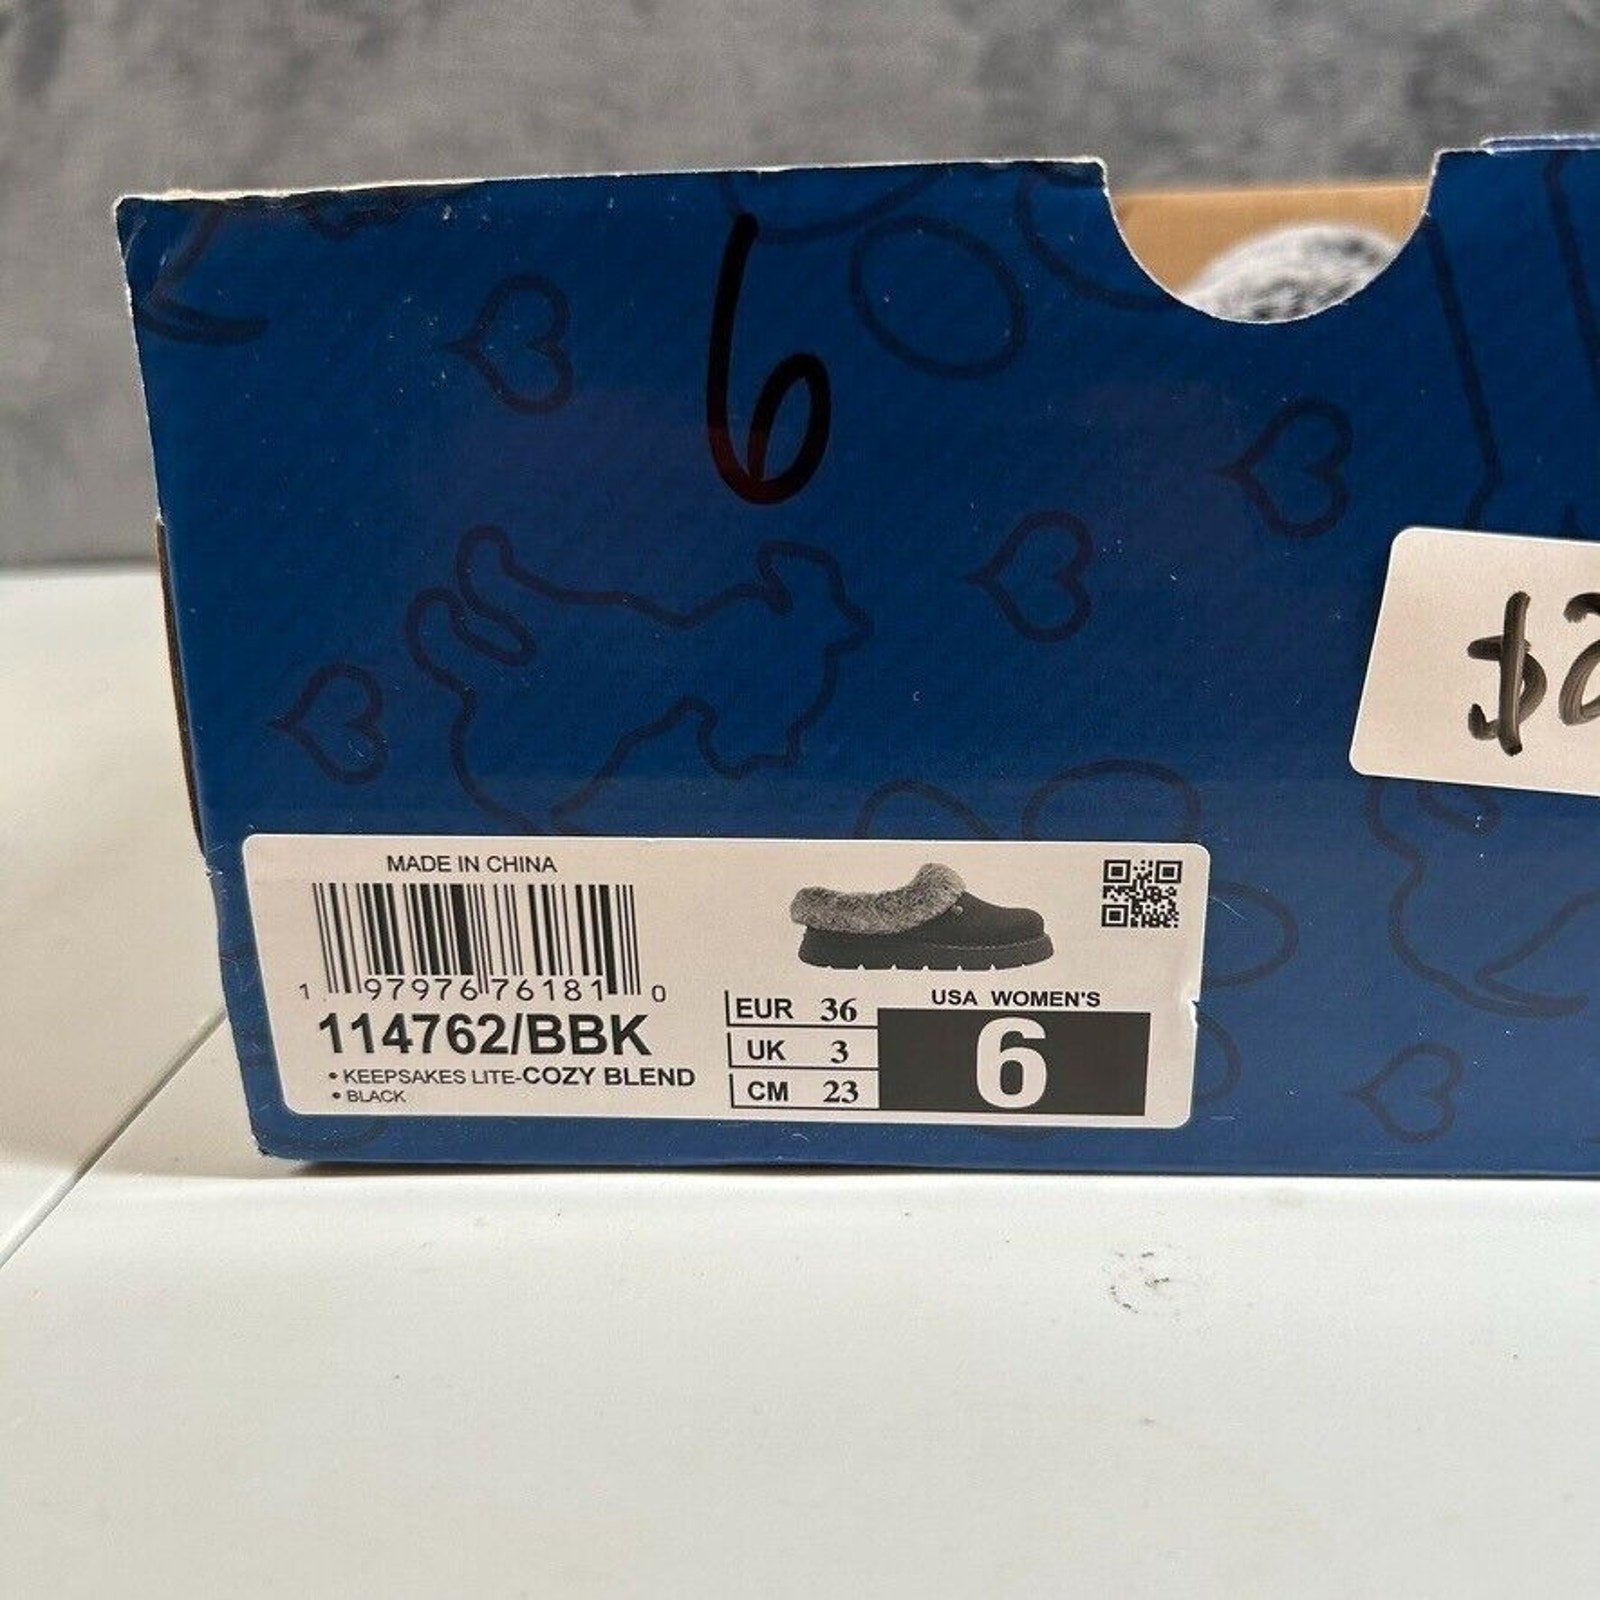 6
$2
MADE IN CHINA
1 97976 76181 0
114762/BBK
• KEEPSAKES LITE-COZY BLEND
• BLACK
EUR 36
UK 3
CM 23
USA WOMEN'S
6